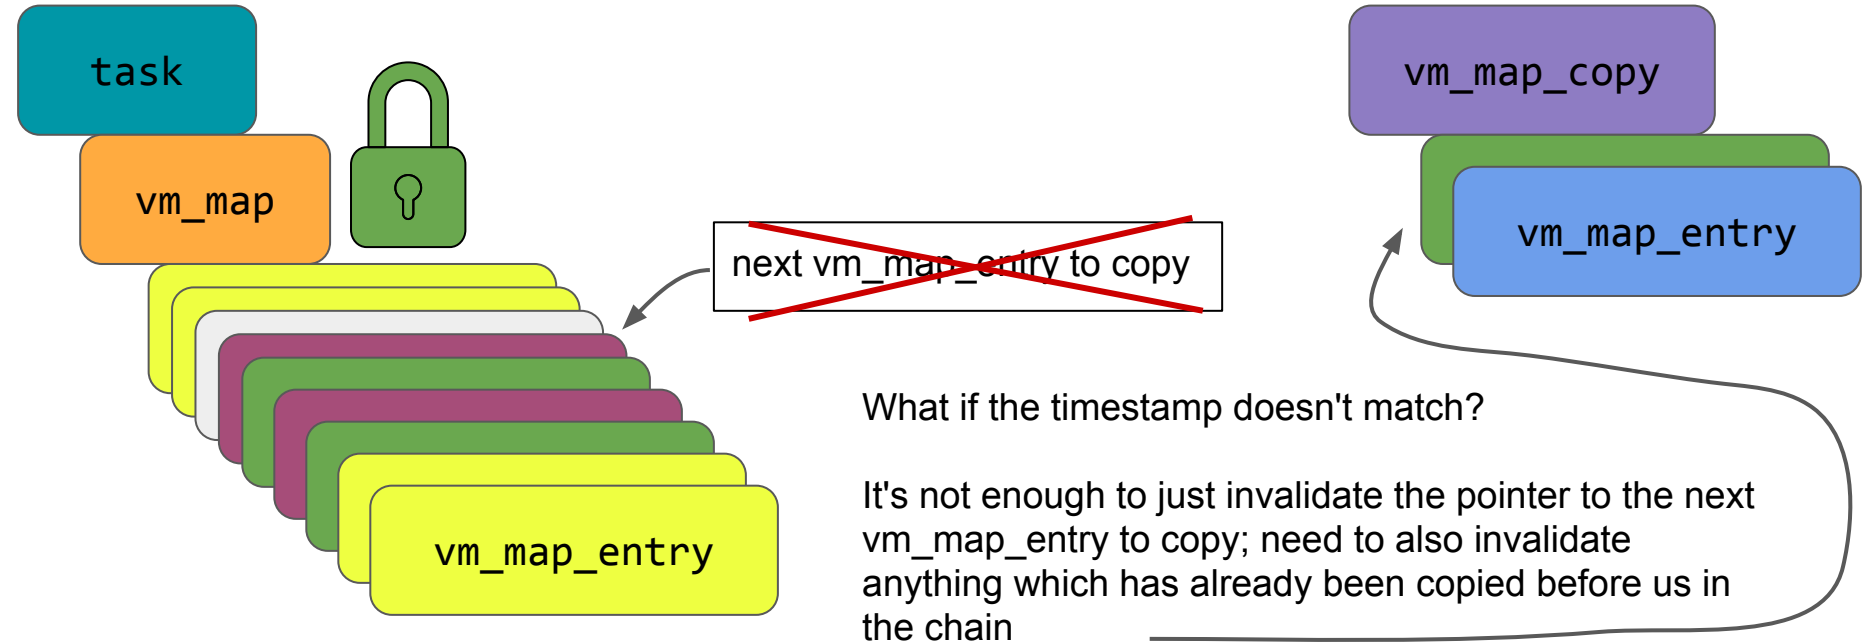 task
vm_map
vm_map_entry
next vm_map_entry to copy
vm_map_copy
vm_map_entry
What if the timestamp doesn't match?
It's not enough to just invalidate the pointer to the next
vm_map_entry to copy; need to also invalidate
anything which has already been copied before us in
the chain